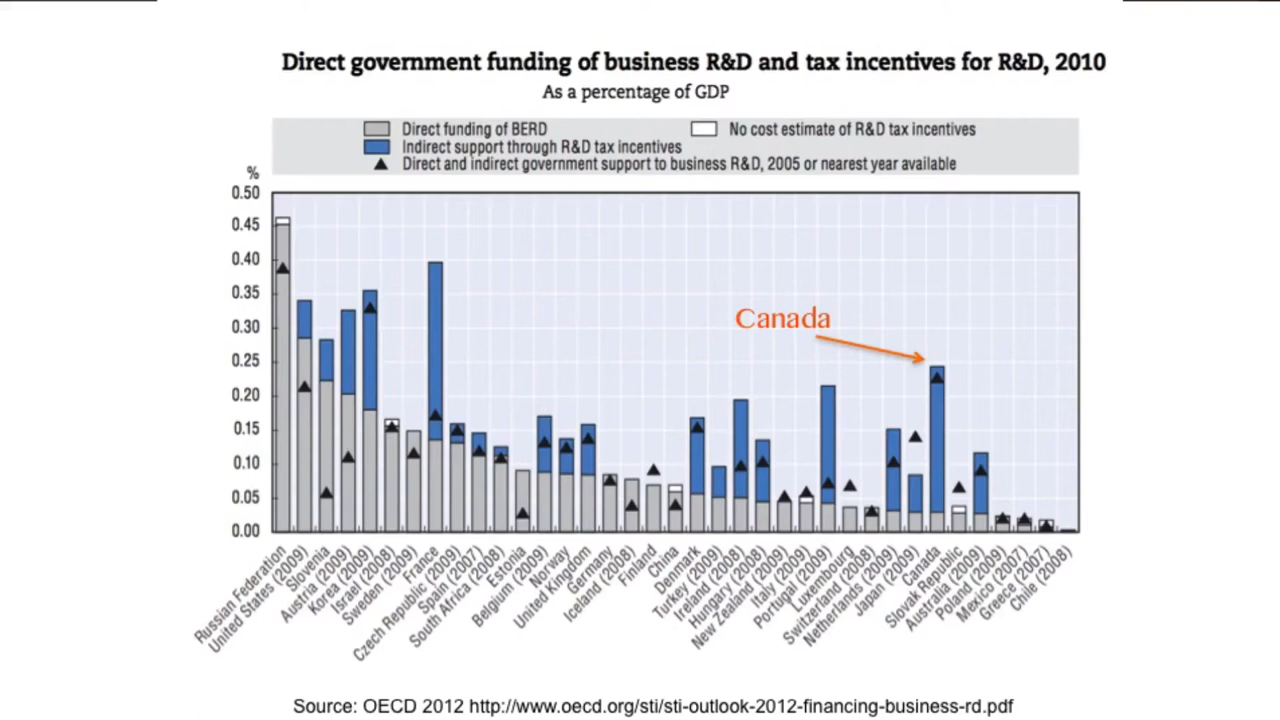 Direct government funding of business R&D and tax incentives for R&D, 2010
As a percentage of GDP
Direct funding of BERD
No cost estimate of R&D tax incentives
Indirect support through R&D tax incentives
Direct and indirect government support to business R&D, 2005 or nearest year available
%
0.50
0.45
0.40
0.35
0.30
0.25
0.20
0.15
0.10
0.05
0.00
Canada
Russian Federation
United States (2009)
Slovenia
Austria (2009)
Korea (2009)
Israel (2008)
Sweden (2009)
France
Czech Republic (2009)
Spain (2007)
South Africa (2008)
Estonia
Belgium (2009)
Norway
United Kingdom
Germany
Iceland (2008)
Finland
China
Denmark
Turkey (2009)
Ireland (2008)
Hungary (2008)
New Zealand (2009)
Italy (2009)
Portugal (2009)
Luxembourg
Switzerland (2008)
Netherlands (2009)
Japan (2009)
Canada
Slovak Republic
Australia (2009)
Poland (2009)
Mexico (2007)
Greece (2007)
Chile (2008)
Source: OECD 2012 http://www.oecd.org/sti/sti-outlook-2012-financing-business-rd.pdf